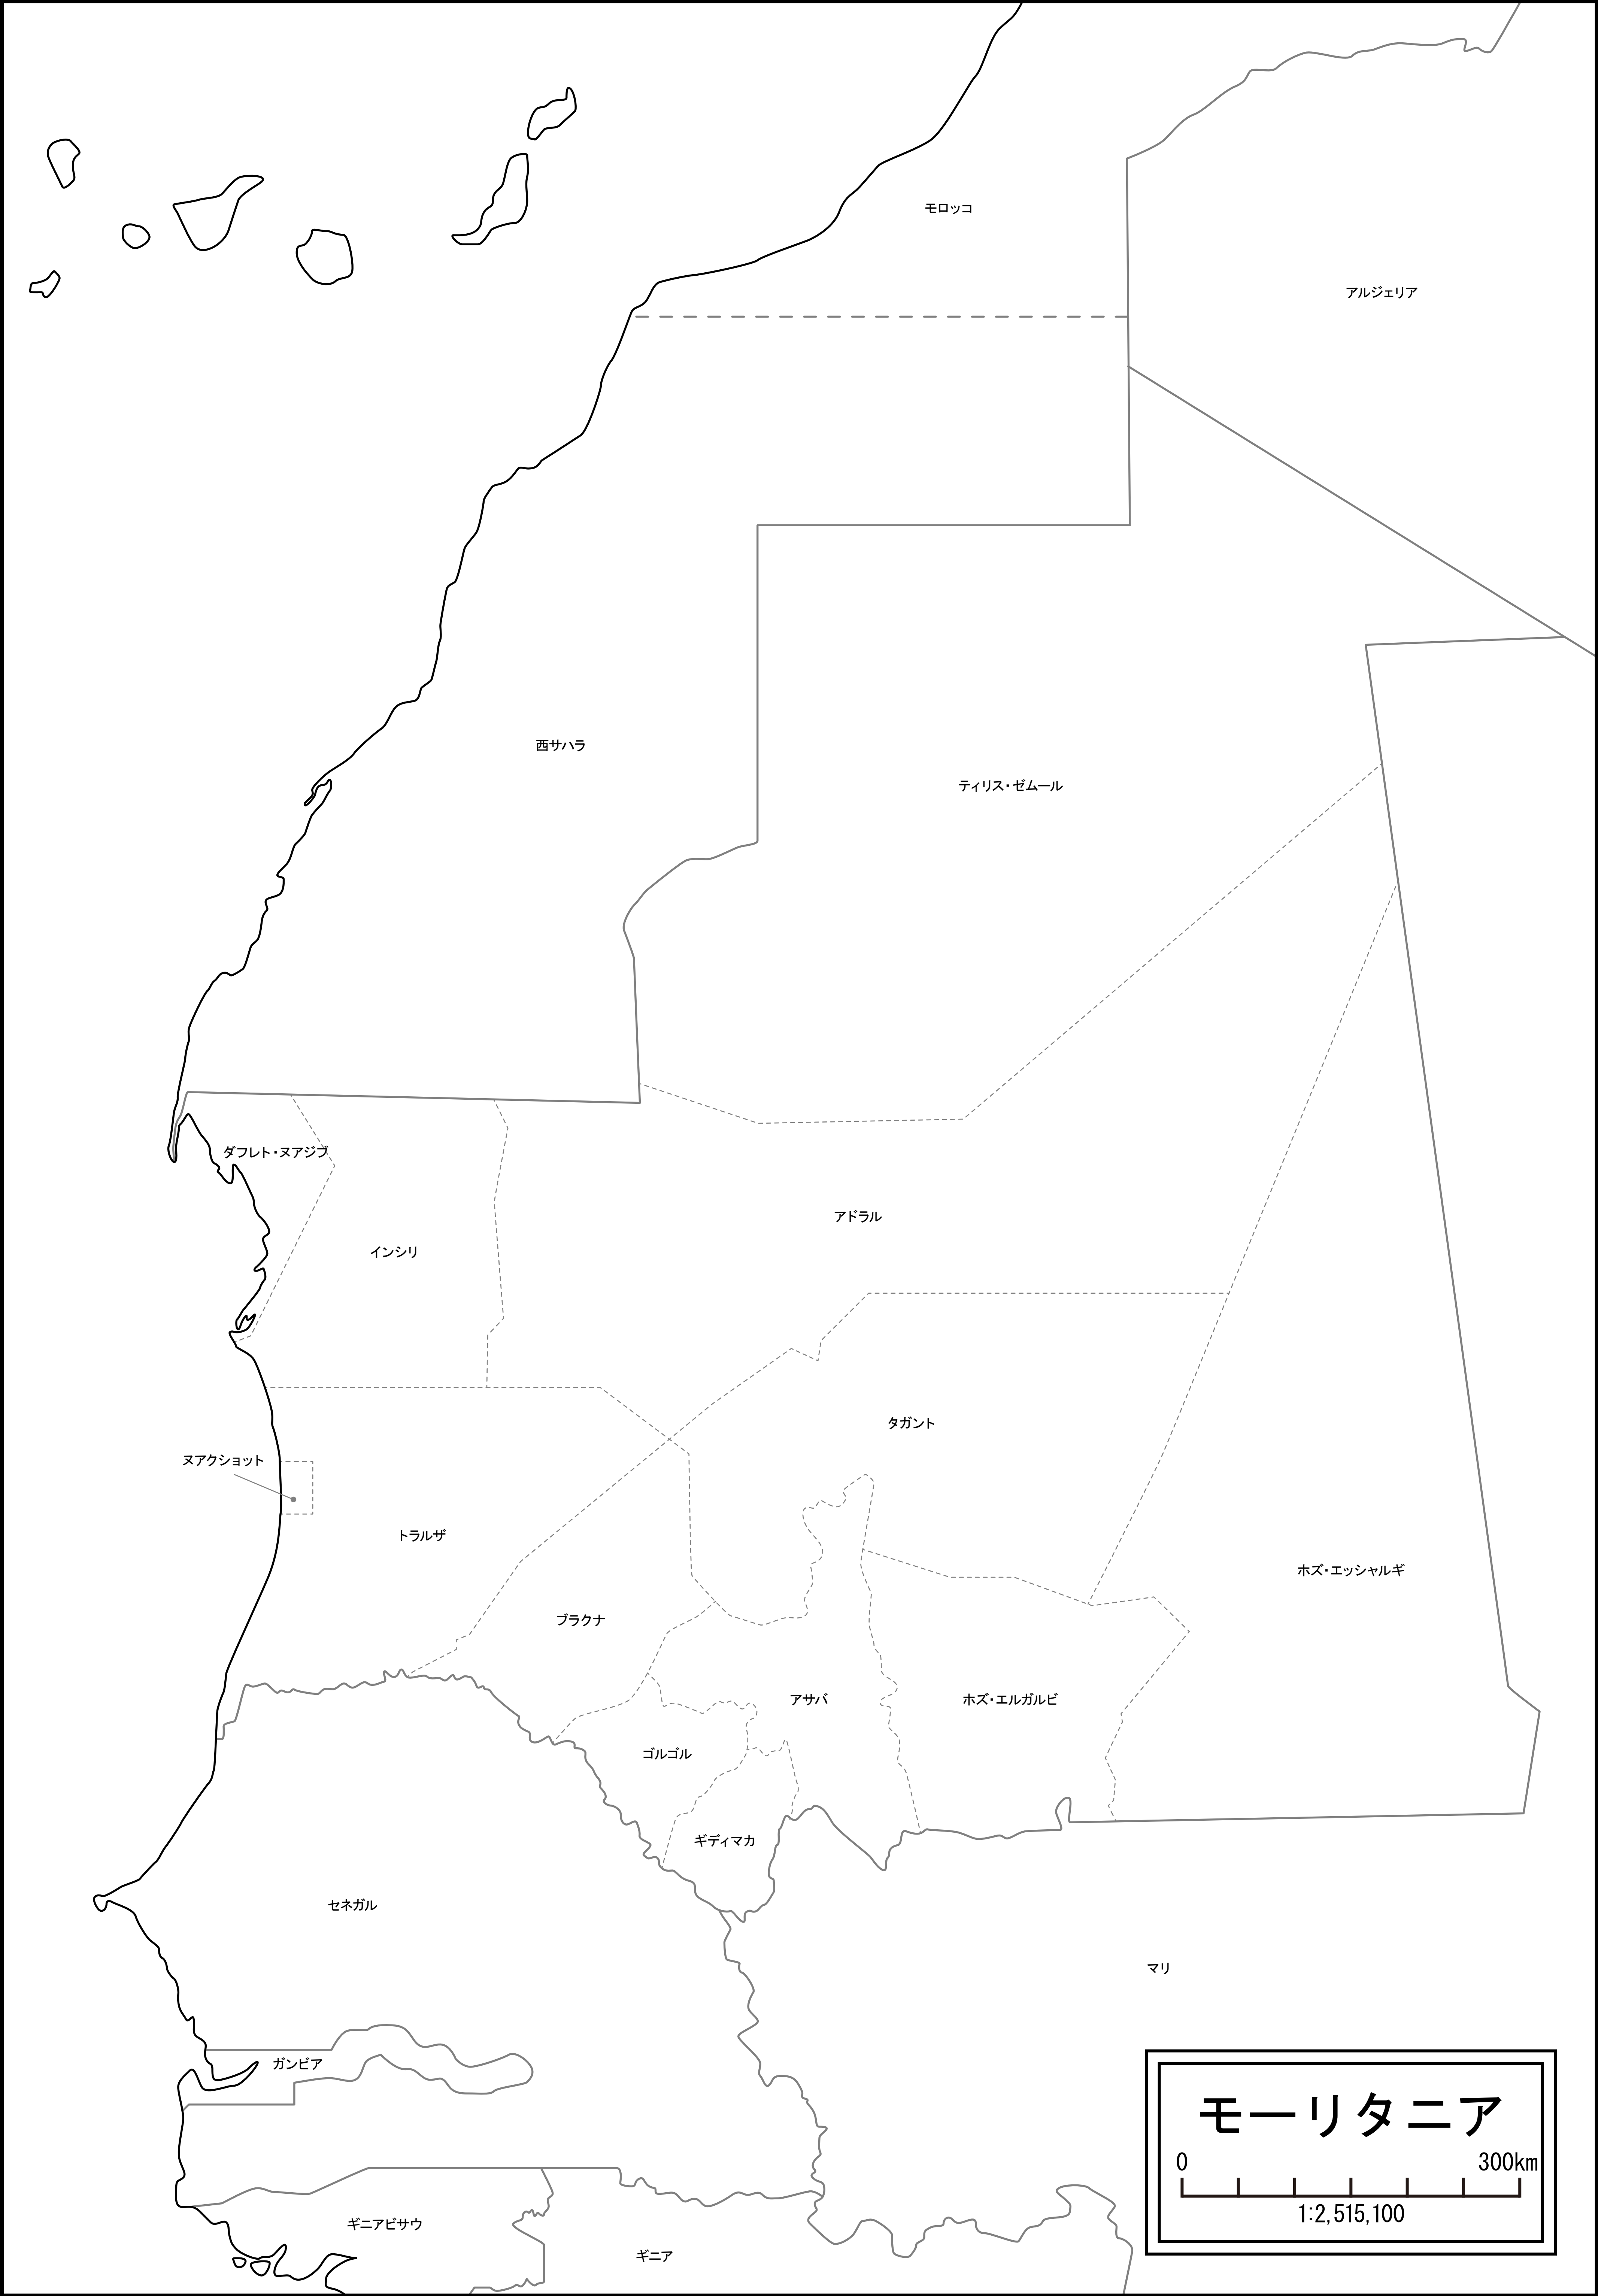 モロッコ
アルジェリア
西サハラ
ティリス・ゼムール
ダフレト・ヌアジブ
アドラル
インシリ
タガント
ヌアクショット
トラルザ
ホズ・エッシャルギ
ブラクナ
アサバ
ホズ・エルガルビ
ゴルゴル
ギディマカ
セネガル
マリ
ガンビア
ギニアビサウ
ギニア
モーリタニア
0 300km
1:2,515,100